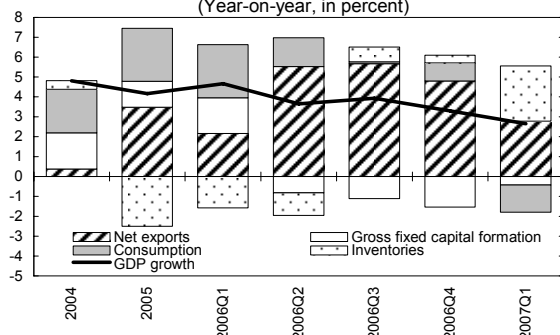 (Year-on-year, in percent)
8
7
6
5
4
3
2
1
0
-1
-2
-3
-4
-5
Net exports
Gross fixed capital formation
Consumption
Inventories
GDP growth
2004
2005
2006Q1
2006Q2
2006Q3
2006Q4
2007Q1